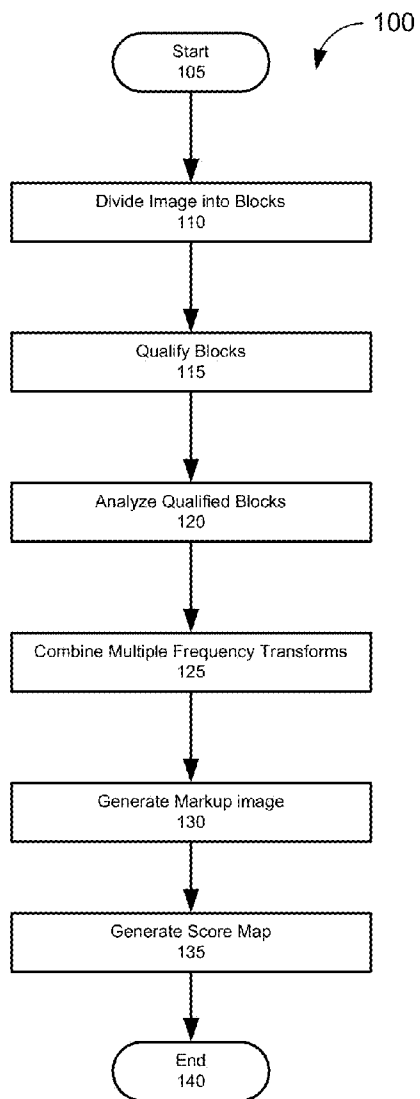 100
Start
105
Divide Image into Blocks
110
Qualify Blocks
115
Analyze Qualified Blocks
120
Combine Multiple Frequency Transforms
125
Generate Markup image
130
Generate Score Map
135
End
140